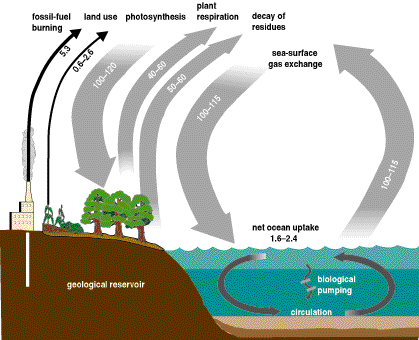 fossil-fuel
burning
land use
photosynthesis
plant
respiration
decay of
residues
sea-surface
gas exchange
5.3
0.6–2.6
100–120
40–60
50–60
100–115
100–115
net ocean uptake
1.6–2.4
geological reservoir
biological
pumping
circulation